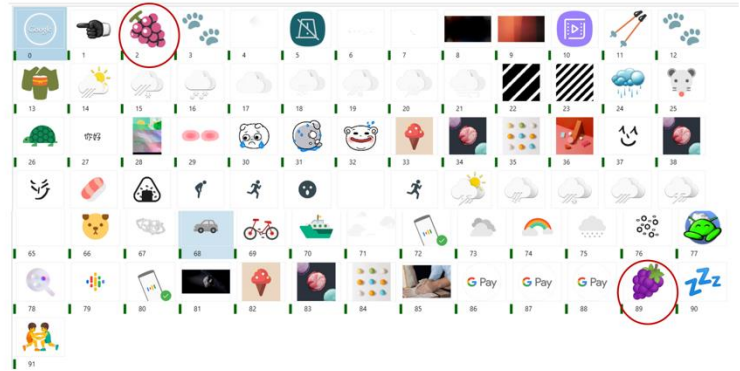 Google
0 1 2 3 4 5 6 7 8 9 10 11 12
13 14 15 16 17 18 19 20 21 22 23 24 25
你好
26 27 28 29 30 31 32 33 34 35 36 37 38
65 66 67 68 69 70 71 72 73 74 75 76 77
G Pay G Pay G Pay
78 79 80 81 82 83 84 85 86 87 88 89 90
zzz
91